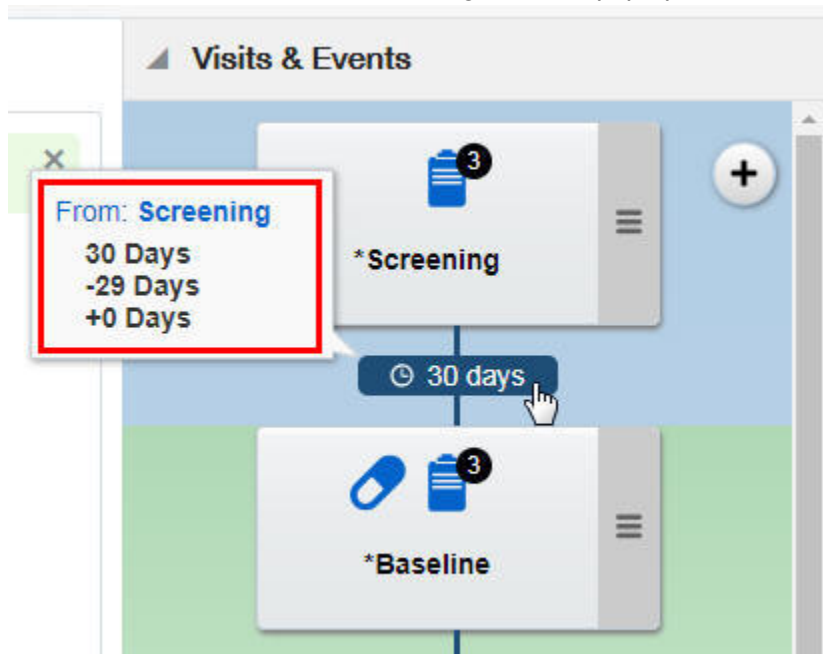 Visits & Events
3
*Screening
From: Screening
30 Days
-29 Days
+0 Days
30 days
3
*Baseline